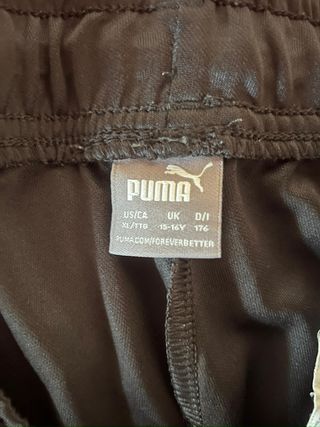 PUMA
US/CA UK D/I
XL/TTG 15-16Y 176
PUMA.COM/FOREVERBETTER